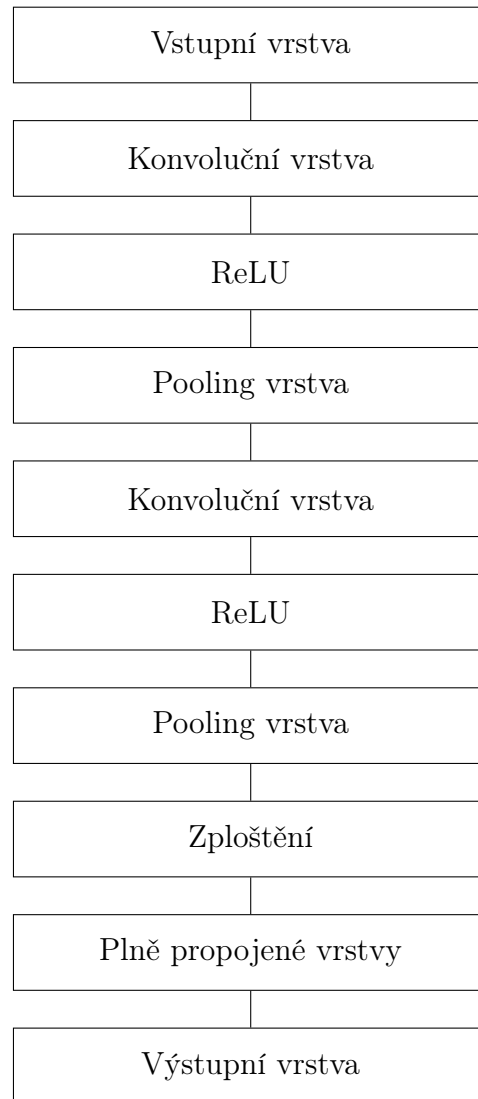 Vstupní vrstva
Konvoluční vrstva
ReLU
Pooling vrstva
Konvoluční vrstva
ReLU
Pooling vrstva
Zploštění
Plně propojené vrstvy
Výstupní vrstva